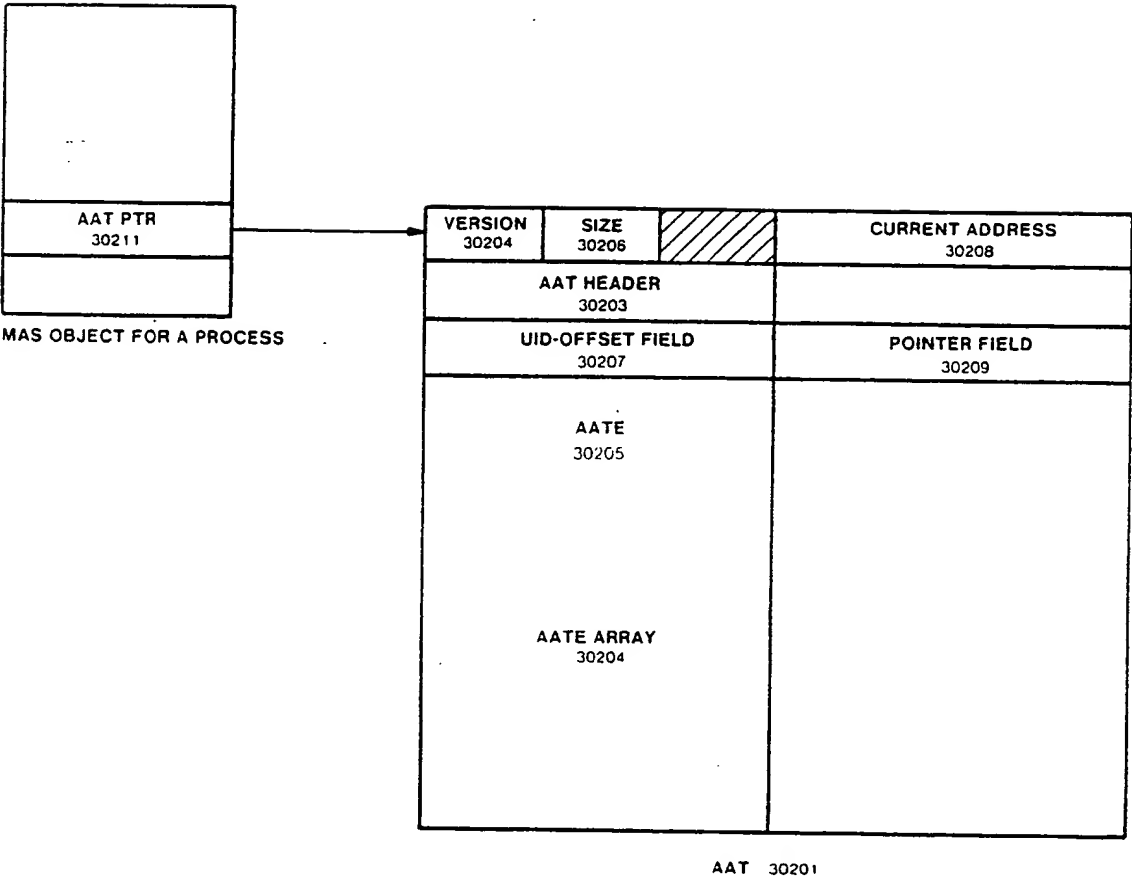 AAT PTR
30211
MAS OBJECT FOR A PROCESS
VERSION
30204
SIZE
30206
CURRENT ADDRESS
30208
AAT HEADER
30203
UID-OFFSET FIELD
30207
POINTER FIELD
30209
AATE
30205
AATE ARRAY
30204
AAT 30201